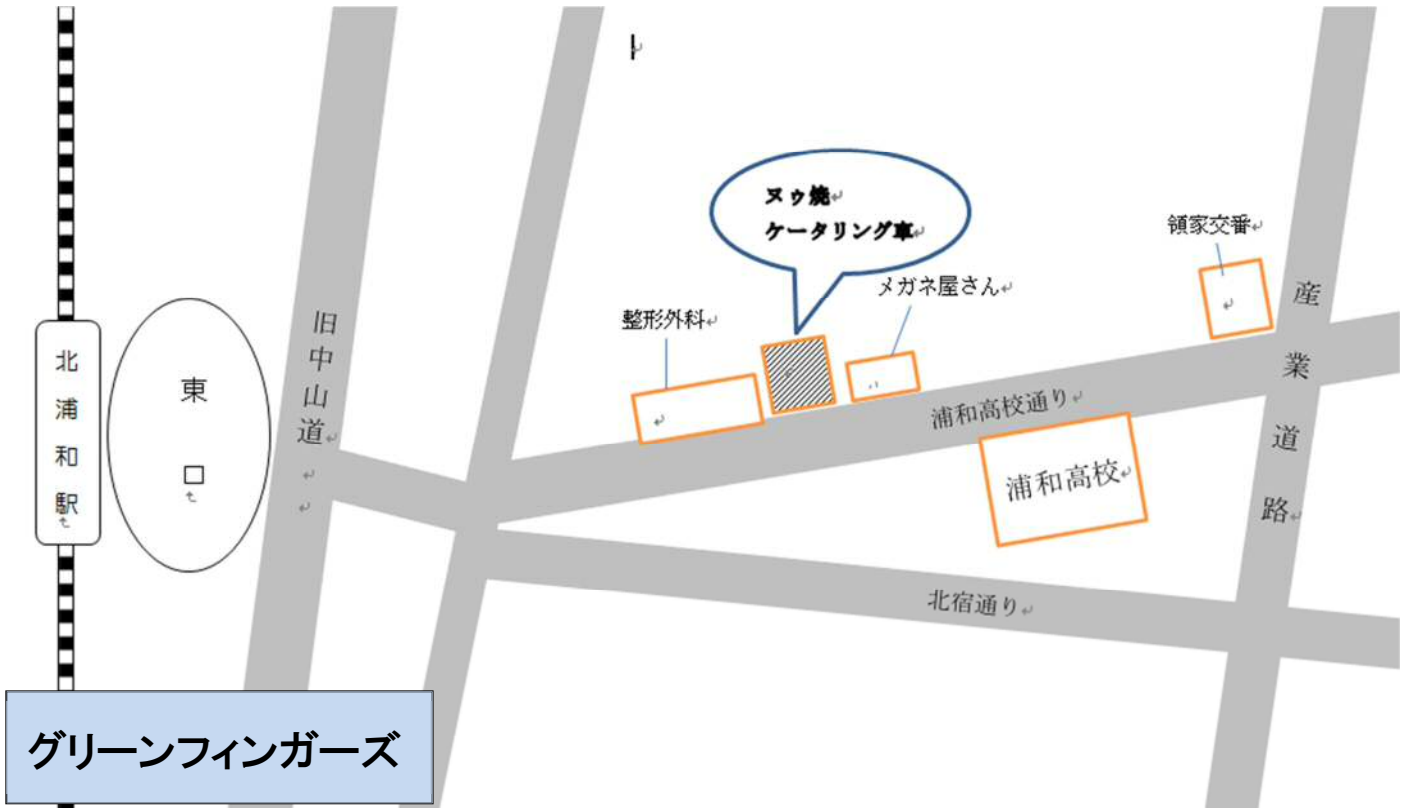 ヌゥ焼
ケータリング車
領家交番
メガネ屋さん
整形外科
産業道路
旧中山道
北浦和駅
東口
浦和高校通り
浦和高校
北宿通り
グリーンフィンガーズ